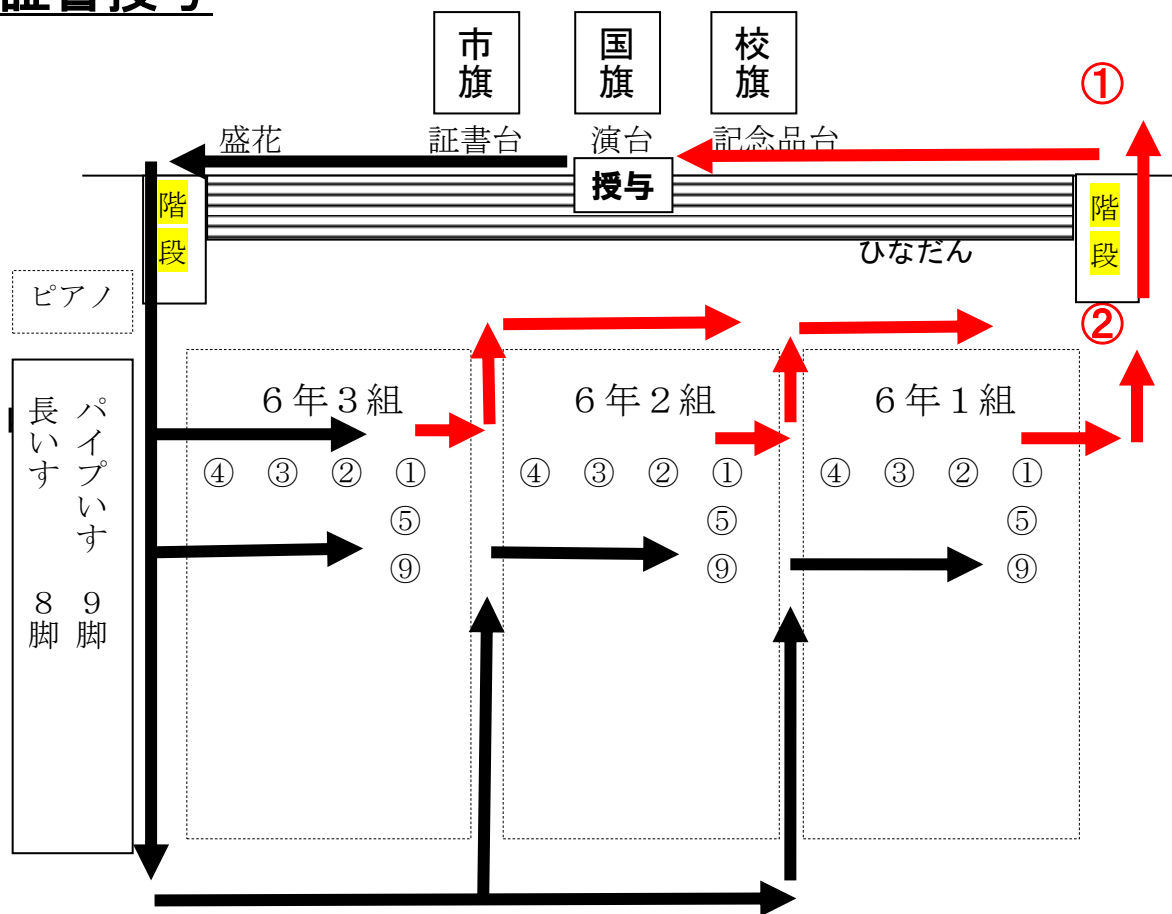 証書授与
市旗
国旗
校旗
①
盛花
証書台
演台
記念品台
授与
階段
階段
ひなだん
ピアノ
②
6年3組
6年2組
6年1組
④ ③ ② ①
④ ③ ② ①
④ ③ ② ①
⑤
⑤
⑤
⑨
⑨
⑨
パイプいす 9脚
長いす 8脚